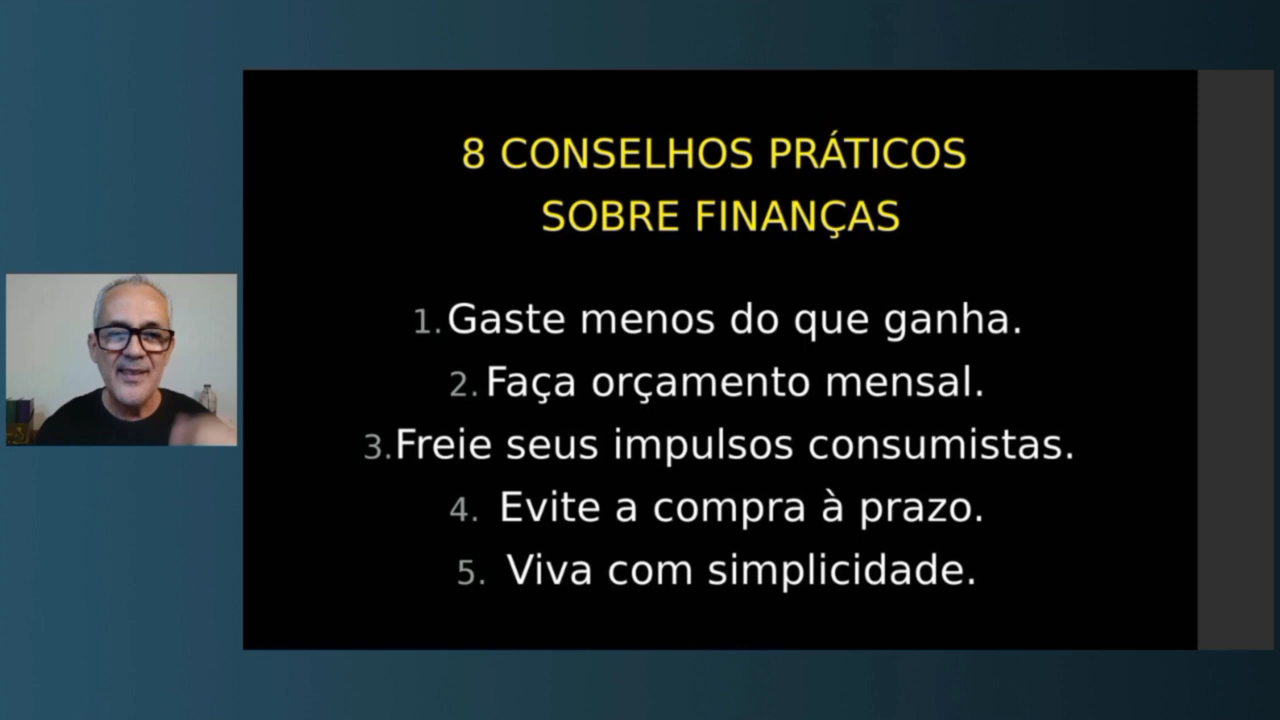 8 CONSELHOS PRÁTICOS
SOBRE FINANÇAS
1. Gaste menos do que ganha.
2. Faça orçamento mensal.
3. Freie seus impulsos consumistas.
4. Evite a compra à prazo.
5. Viva com simplicidade.